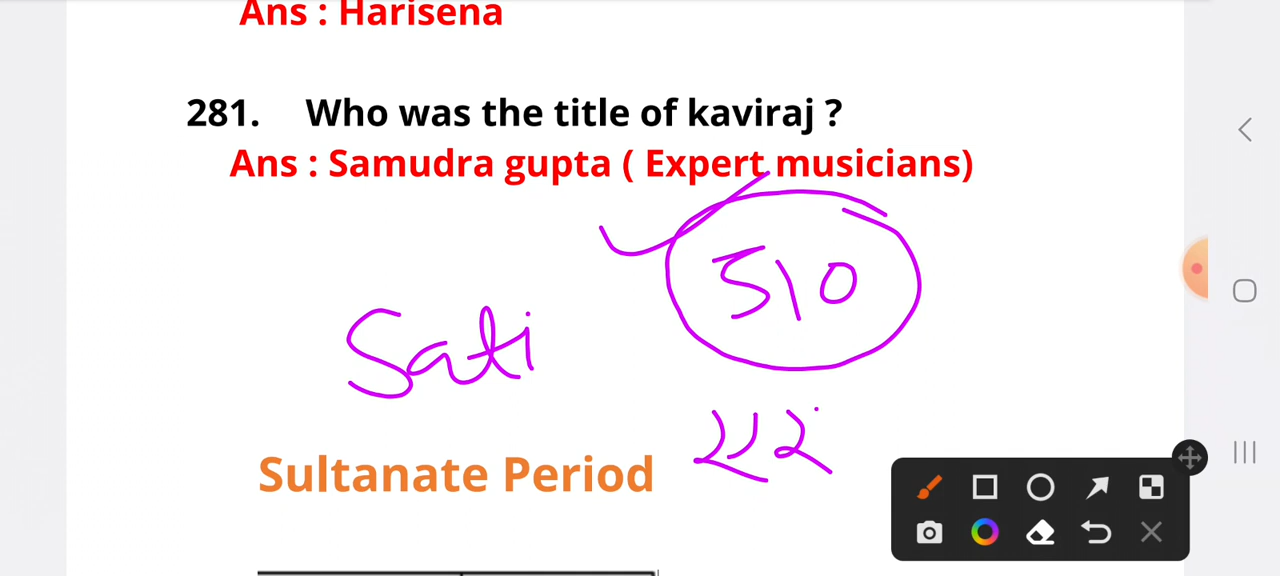 Ans : Harisena
281. Who was the title of kaviraj ?
Ans : Samudra gupta ( Expert musicians)
510
Sati
Sultanate Period